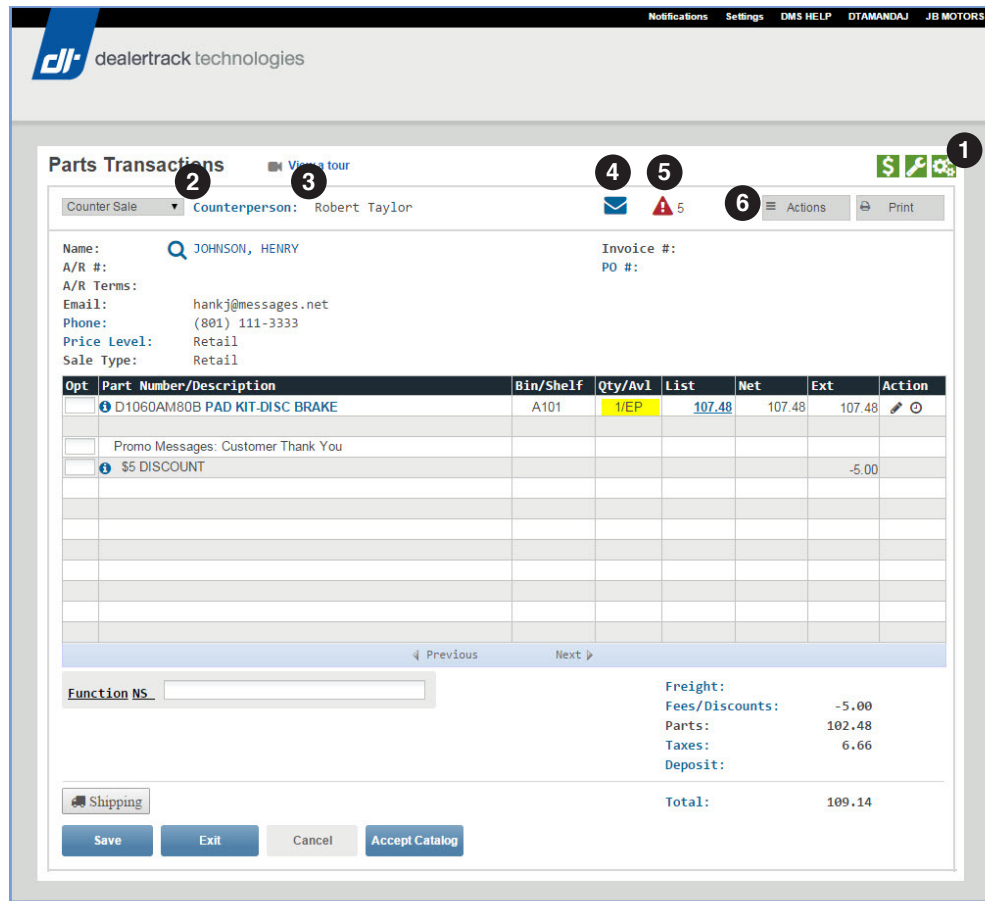 Notifications Settings DMS HELP DTAMANDAJ JB MOTORS
dlt dealertrack technologies
Parts Transactions View a tour 1
2 3 4 5
Counter Sale Counterperson: Robert Taylor 5 6 Actions Print
Name: JOHNSON, HENRY Invoice #:
A/R #: PO #:
A/R Terms:
Email: hankj@messages.net
Phone: (801) 111-3333
Price Level: Retail
Sale Type: Retail
Opt Part Number/Description Bin/Shelf Qty/Avl List Net Ext Action
D1060AM80B PAD KIT-DISC BRAKE A101 1/EP 107.48 107.48 107.48
Promo Messages: Customer Thank You
$5 DISCOUNT -5.00
Previous Next
Function NS Freight:
Fees/Discounts: -5.00
Parts: 102.48
Taxes: 6.66
Deposit:
Shipping Total: 109.14
Save Exit Cancel Accept Catalog